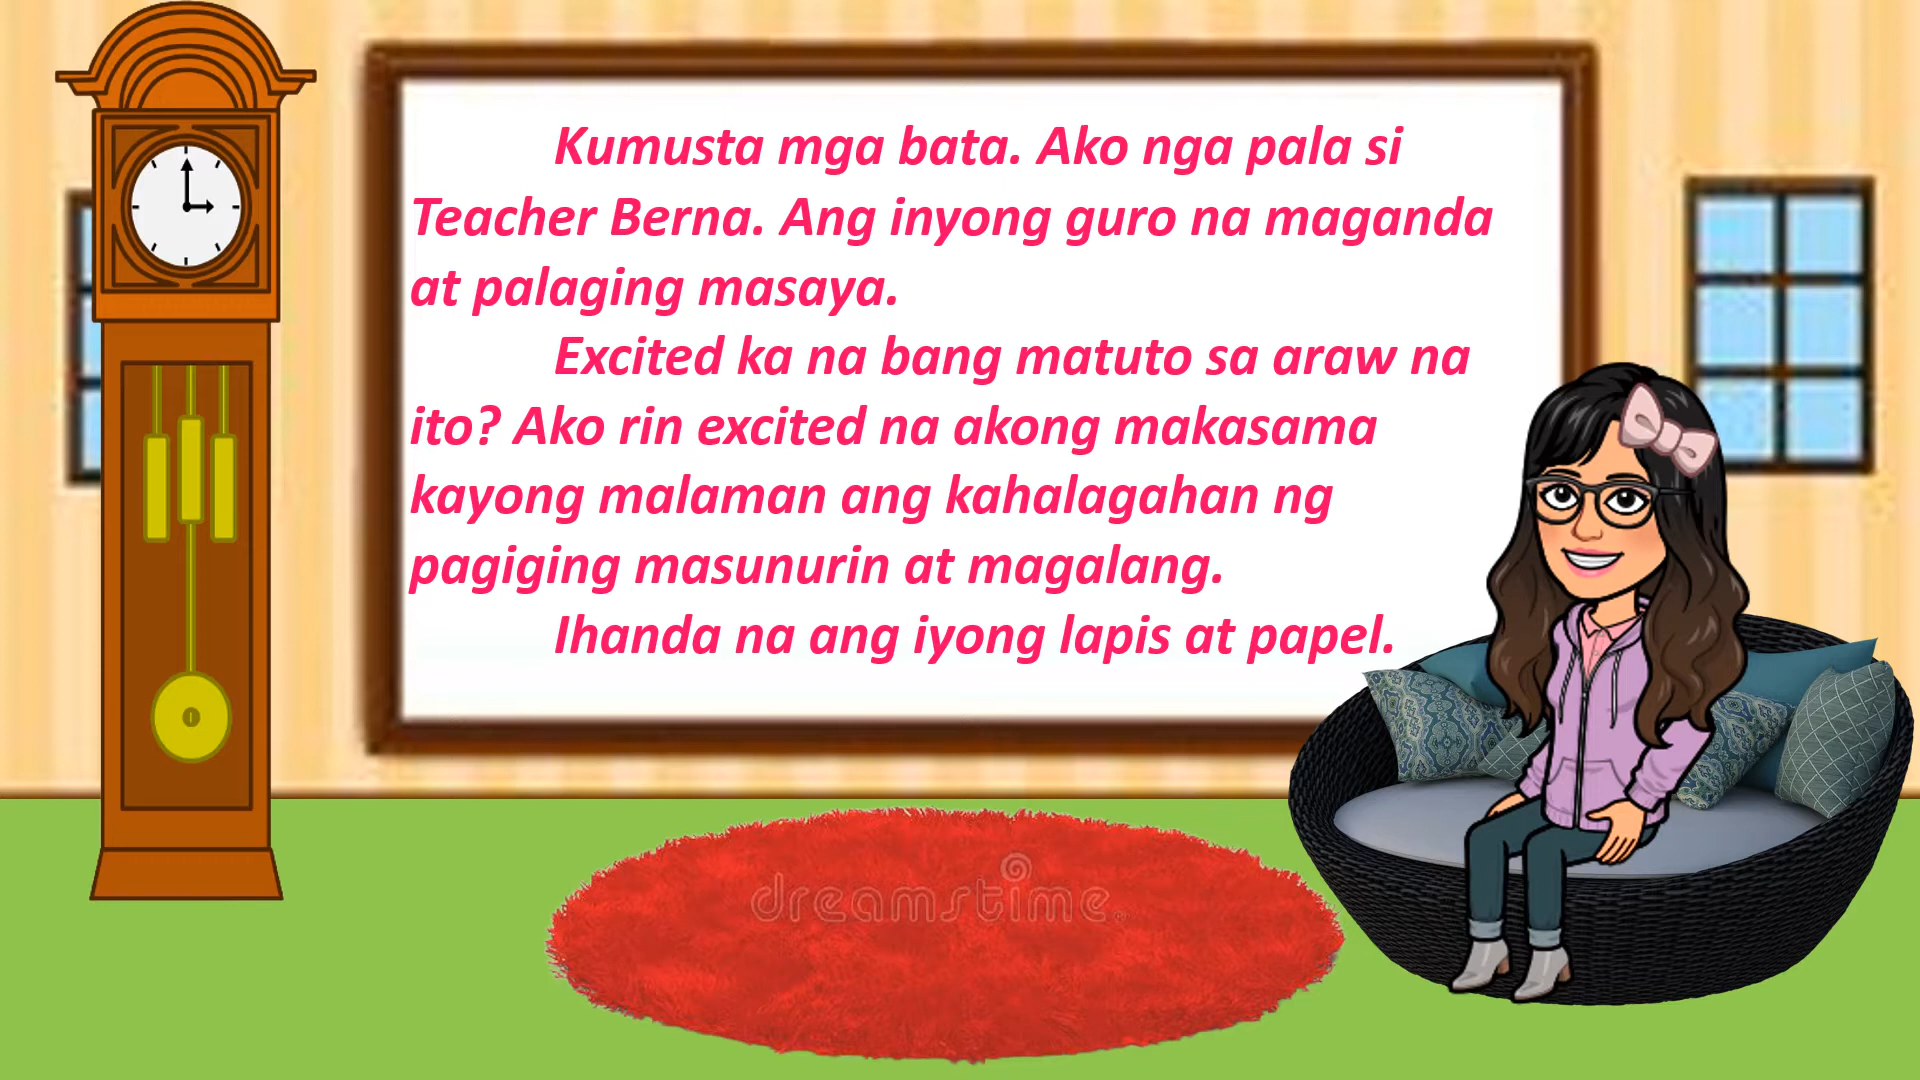 Kumusta mga bata. Ako nga pala si
Teacher Berna. Ang inyong guro na maganda
at palaging masaya.
Excited ka na bang matuto sa araw na
ito? Ako rin excited na akong makasama
kayong malaman ang kahalagahan ng
pagiging masunurin at magalang.
Ihanda na ang iyong lapis at papel.
dreamstime.